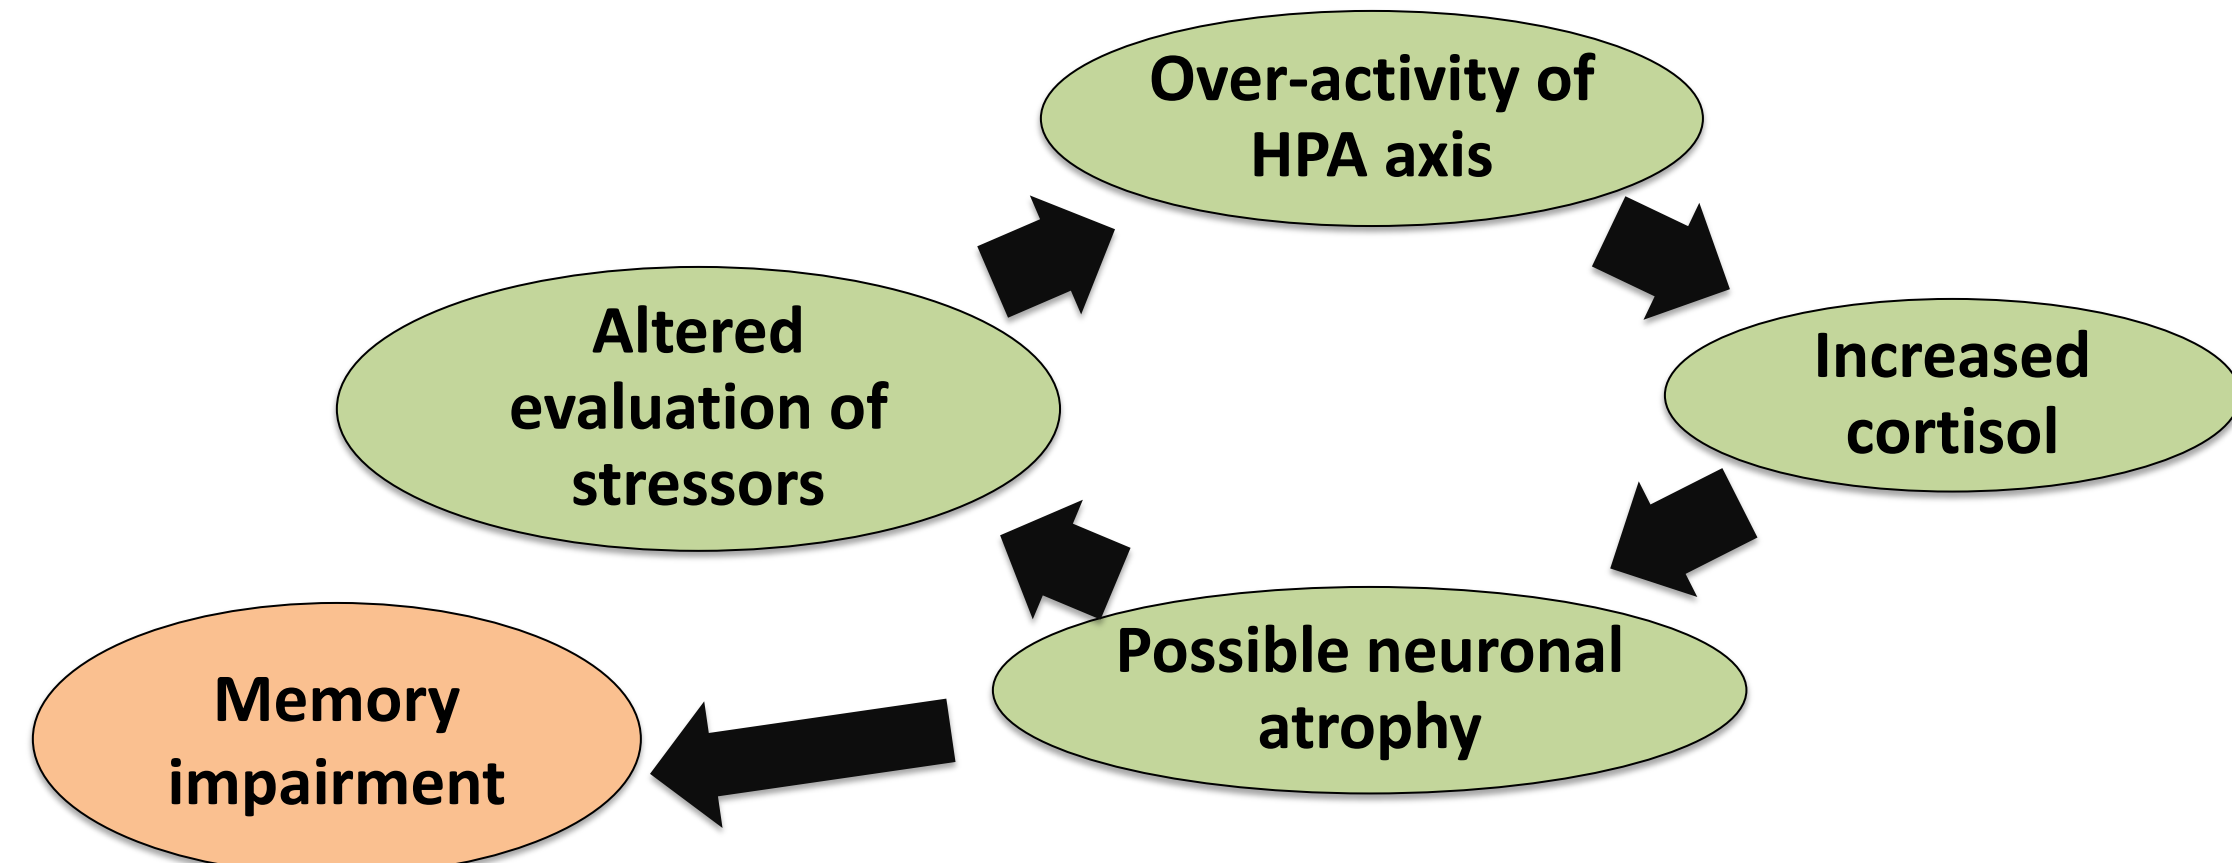 Over-activity of
HPA axis
Increased
cortisol
Possible neuronal
atrophy
Altered
evaluation of
stressors
Memory
impairment